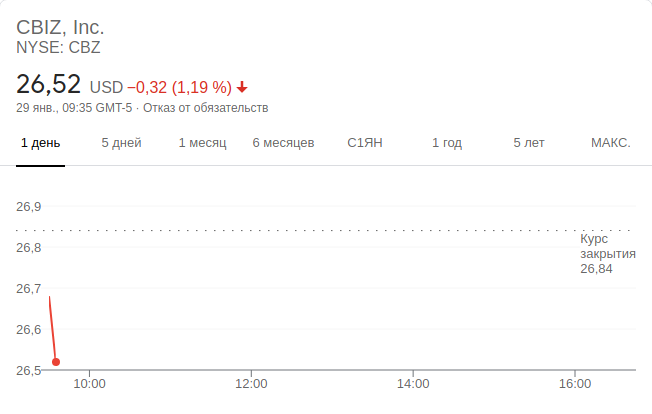 CBIZ, Inc.
NYSE: CBZ
26,52 USD −0,32 (1,19 %)
29 янв., 09:35 GMT-5 · Отказ от обязательств
1 день 5 дней 1 месяц 6 месяцев С1ЯН 1 год 5 лет МАКС.
26,9
26,8
26,7
26,6
26,5
Курс
закрытия
26,84
10:00 12:00 14:00 16:00